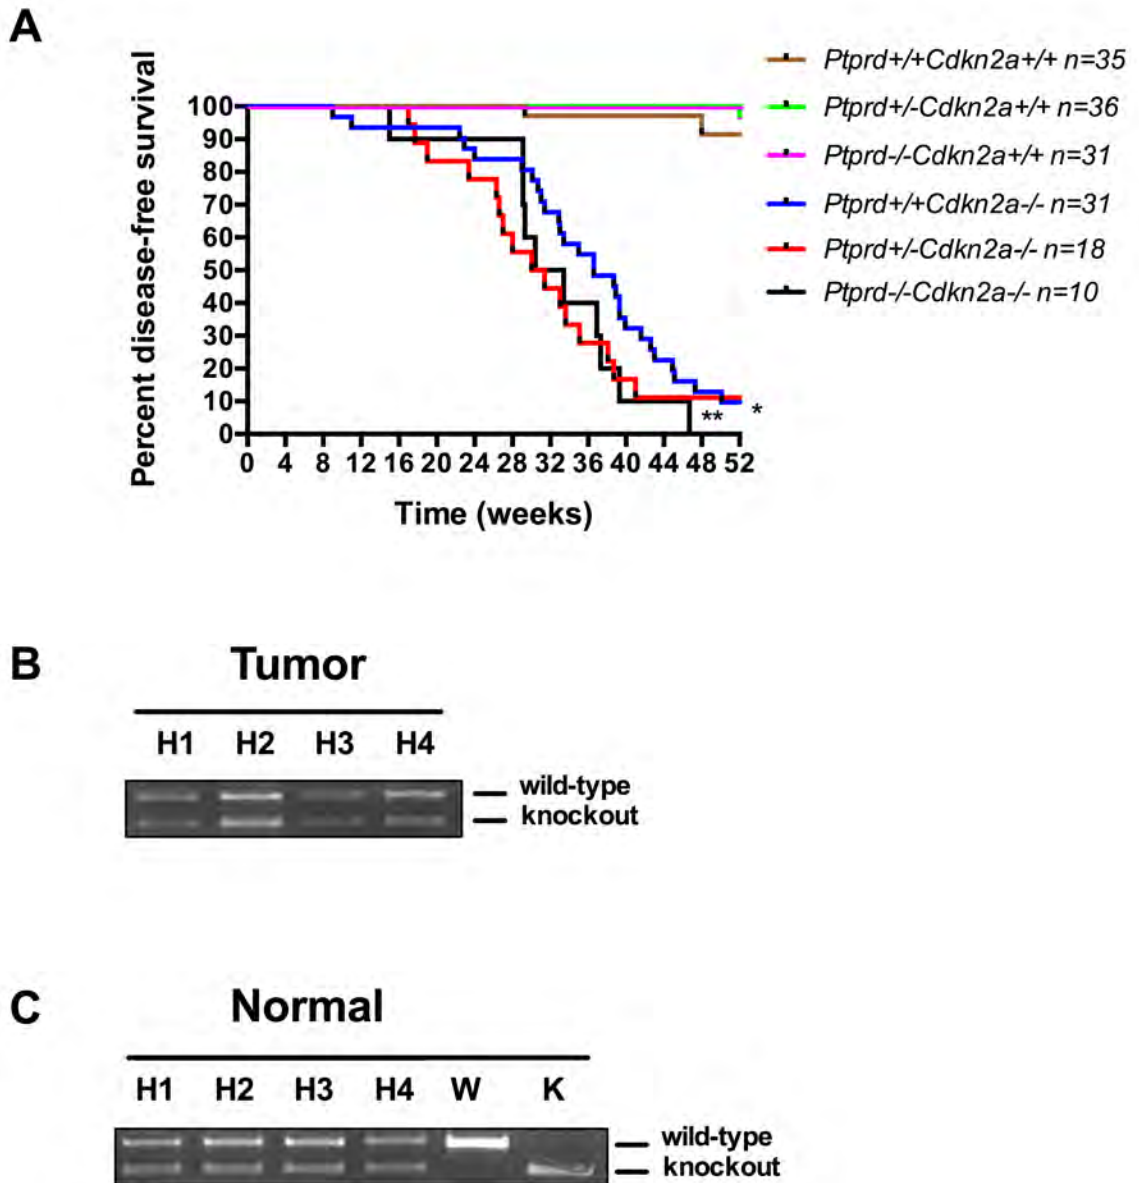 A
Percent disease-free survival
100
90
80
70
60
50
40
30
20
10
0
0 4 8 12 16 20 24 28 32 36 40 44 48 52
Time (weeks)
** *
Ptprd+/+Cdkn2a+/+ n=35
Ptprd+/-Cdkn2a+/+ n=36
Ptprd-/-Cdkn2a+/+ n=31
Ptprd+/+Cdkn2a-/- n=31
Ptprd+/-Cdkn2a-/- n=18
Ptprd-/-Cdkn2a-/- n=10
B
Tumor
H1 H2 H3 H4
wild-type
knockout
C
Normal
H1 H2 H3 H4 W K
wild-type
knockout